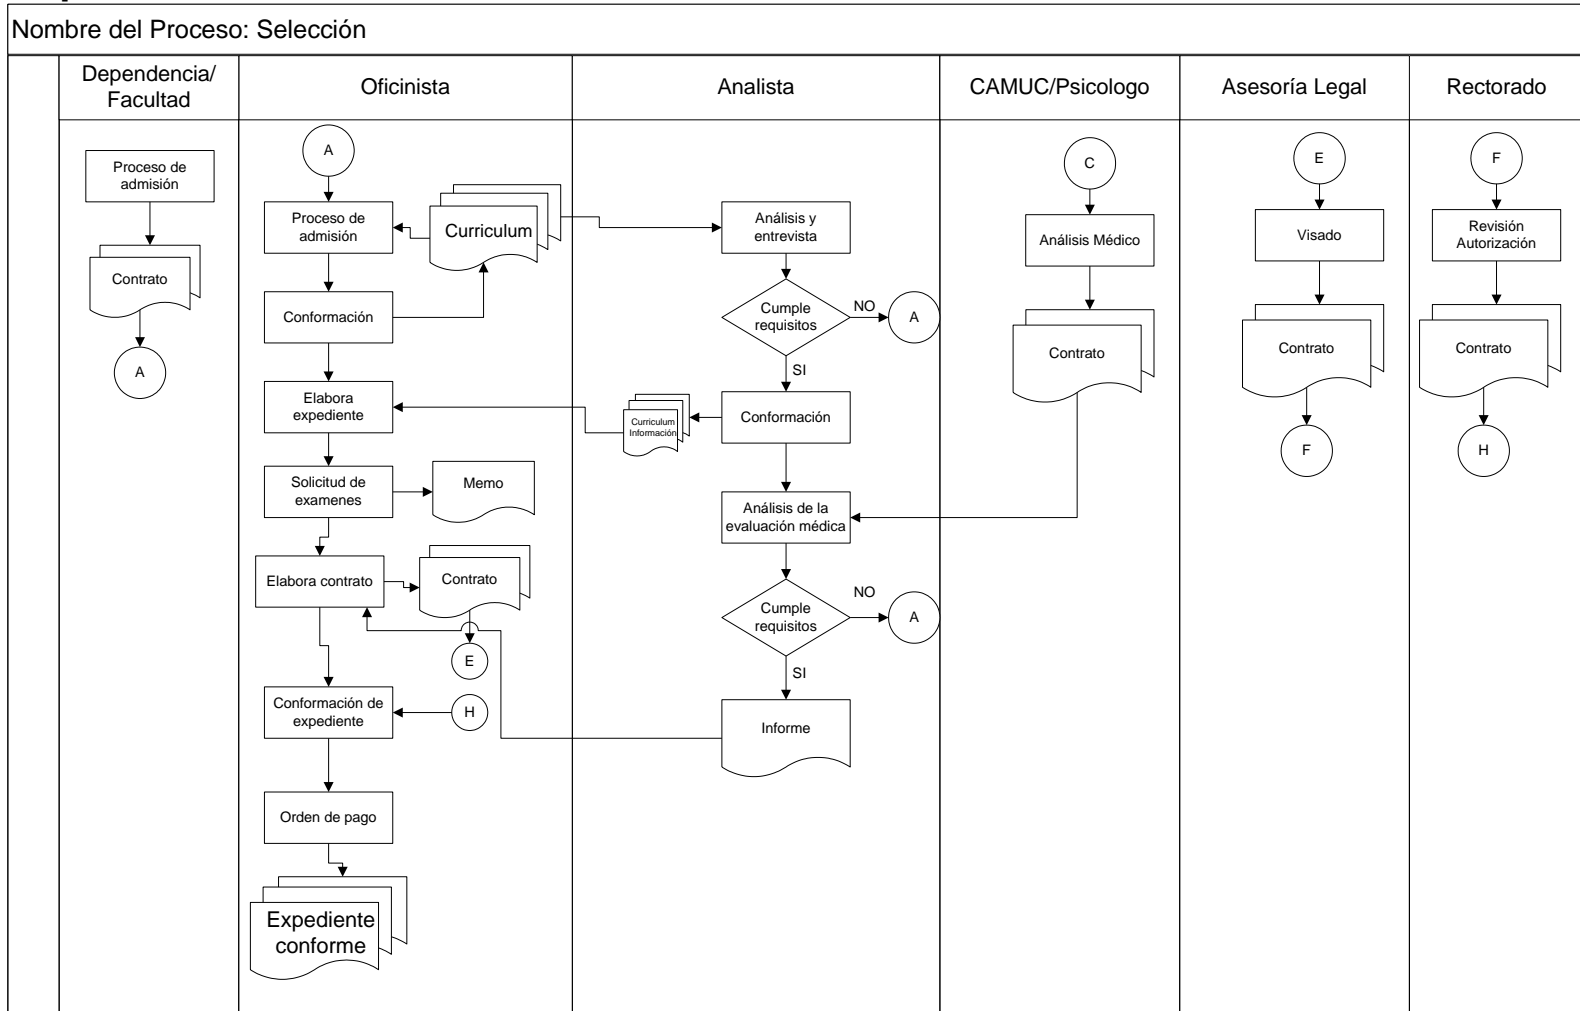 Nombre del Proceso: Selección
Dependencia/
Facultad
Oficinista
Analista
CAMUC/Psicologo
Asesoría Legal
Rectorado
Proceso de
admisión
Contrato
A
A
Proceso de
admisión
Curriculum
Conformación
Elabora
expediente
Solicitud de
examenes
Memo
Elabora contrato
Contrato
E
Conformación de
expediente
H
Orden de pago
Expediente
conforme
Análisis y
entrevista
Cumple
requisitos
NO
A
SI
Curriculum
Información
Conformación
Análisis de la
evaluación médica
Cumple
requisitos
NO
A
SI
Informe
C
Análisis Médico
Contrato
E
Visado
Contrato
F
F
Revisión
Autorización
Contrato
H